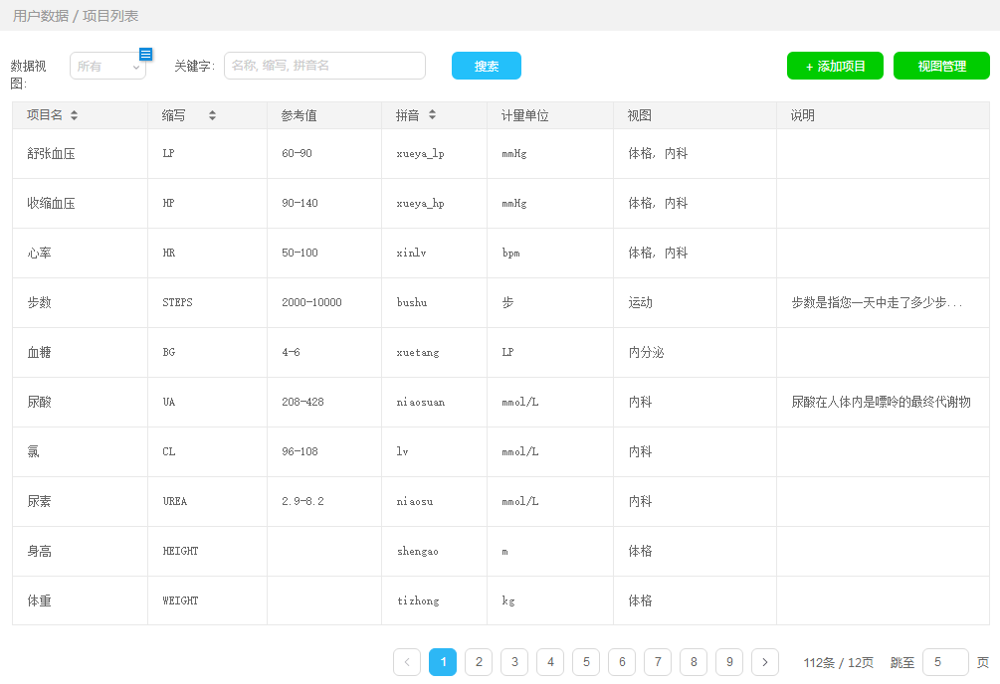 用户数据 / 项目列表
数据视图: 所有 关键字: 名称, 缩写, 拼音名 搜索 + 添加项目 视图管理
项目名 缩写 参考值 拼音 计量单位 视图 说明
舒张血压 LP 60-90 xueya_lp mmHg 体格, 内科
收缩血压 HP 90-140 xueya_hp mmHg 体格, 内科
心率 HR 50-100 xinlv bpm 体格, 内科
步数 STEPS 2000-10000 bushu 步 运动 步数是指您一天中走了多少步...
血糖 BG 4-6 xuetang LP 内分泌
尿酸 UA 208-428 niaosuan mmol/L 内科 尿酸在人体内是嘌呤的最终代谢物
氯 CL 96-108 lv mmol/L 内科
尿素 UREA 2.9-8.2 niaosu mmol/L 内科
身高 HEIGHT shengao m 体格
体重 WEIGHT tizhong kg 体格
< 1 2 3 4 5 6 7 8 9 > 112条 / 12页 跳至 5 页